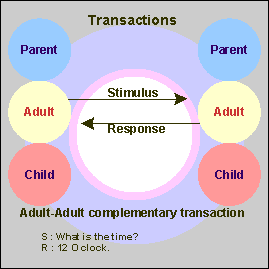 Transactions
Parent Parent
Stimulus
Adult Adult
Response
Child Child
Adult-Adult complementary transaction
S : What is the time?
R : 12 O clock.